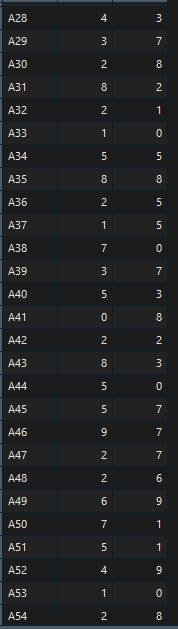 A28 4 3
A29 3 7
A30 2 8
A31 8 2
A32 2 1
A33 1 0
A34 5 5
A35 8 8
A36 2 5
A37 1 5
A38 7 0
A39 3 7
A40 5 3
A41 0 8
A42 2 2
A43 8 3
A44 5 0
A45 5 7
A46 9 7
A47 2 7
A48 2 6
A49 6 9
A50 7 1
A51 5 1
A52 4 9
A53 1 0
A54 2 8